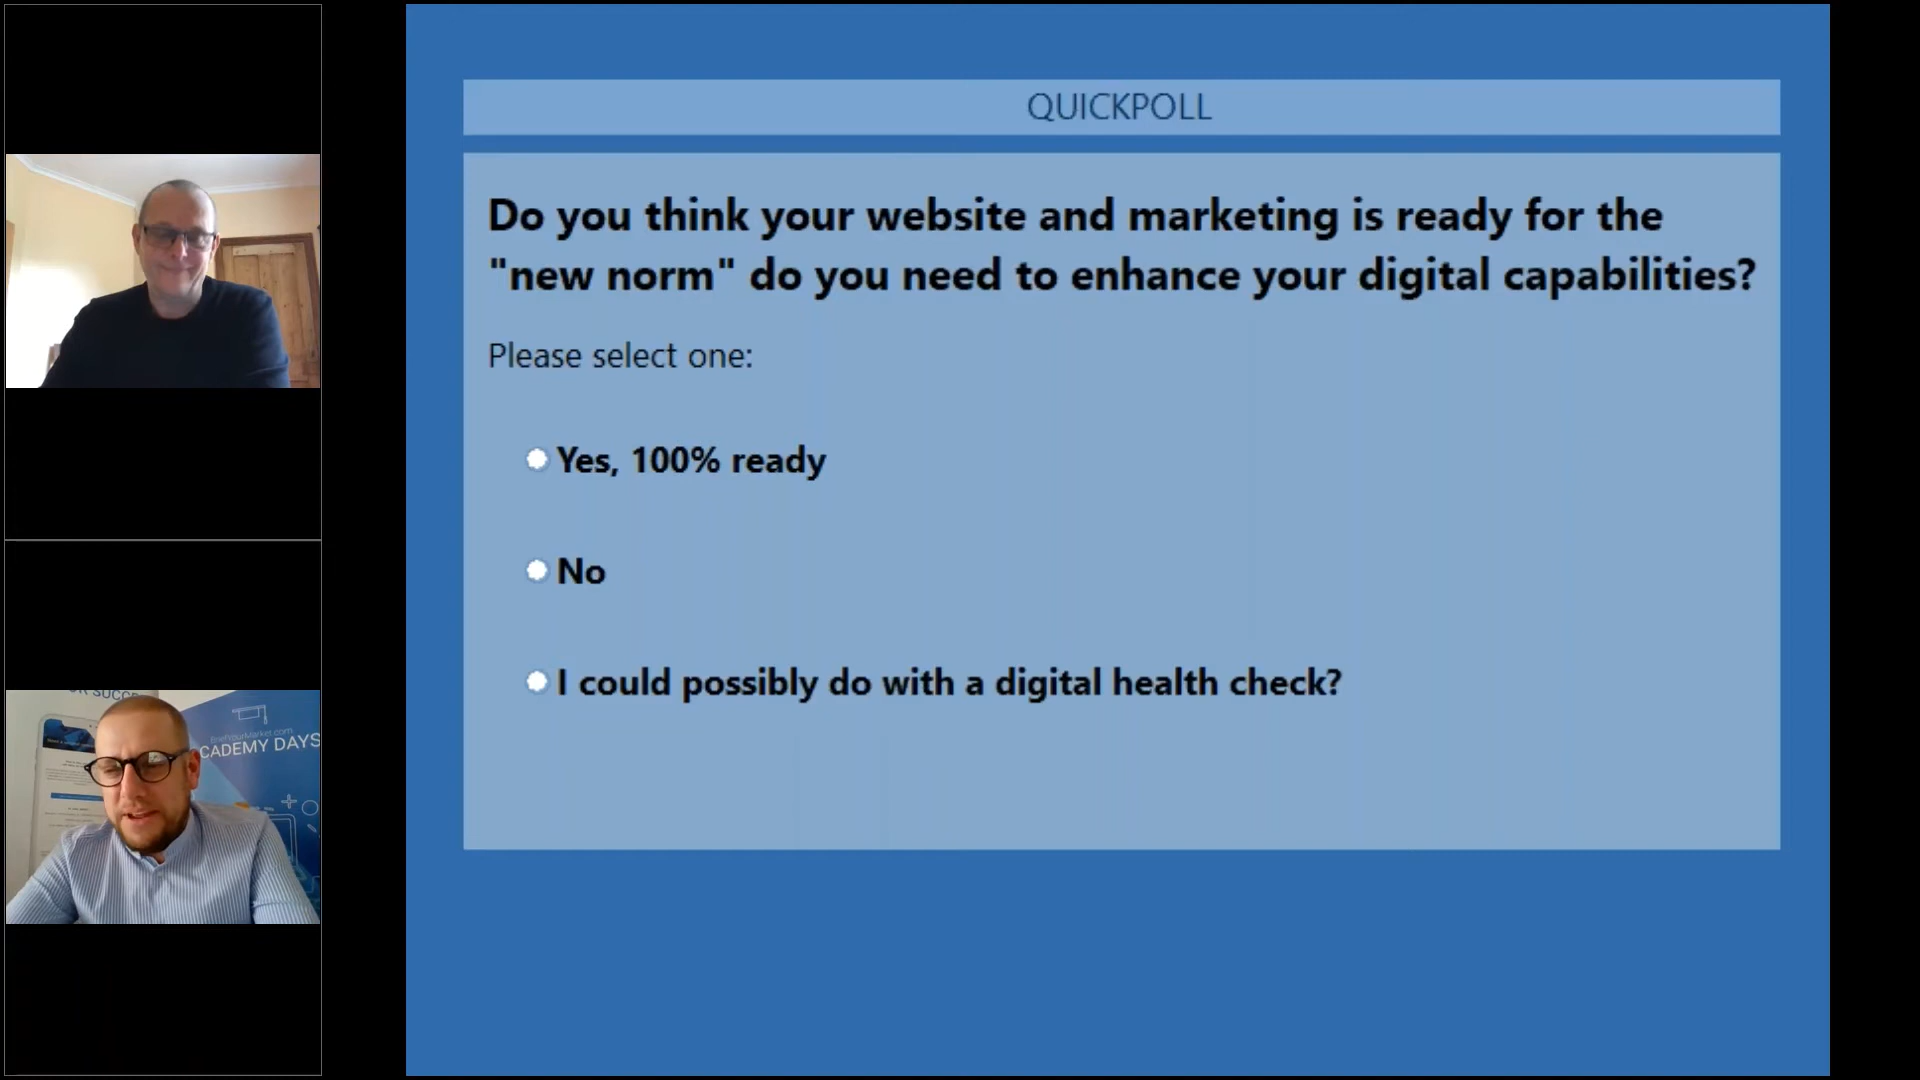 QUICKPOLL
Do you think your website and marketing is ready for the
"new norm" do you need to enhance your digital capabilities?
Please select one:
Yes, 100% ready
No
I could possibly do with a digital health check?
BriefYourMarket.com
CADEMY DAYS